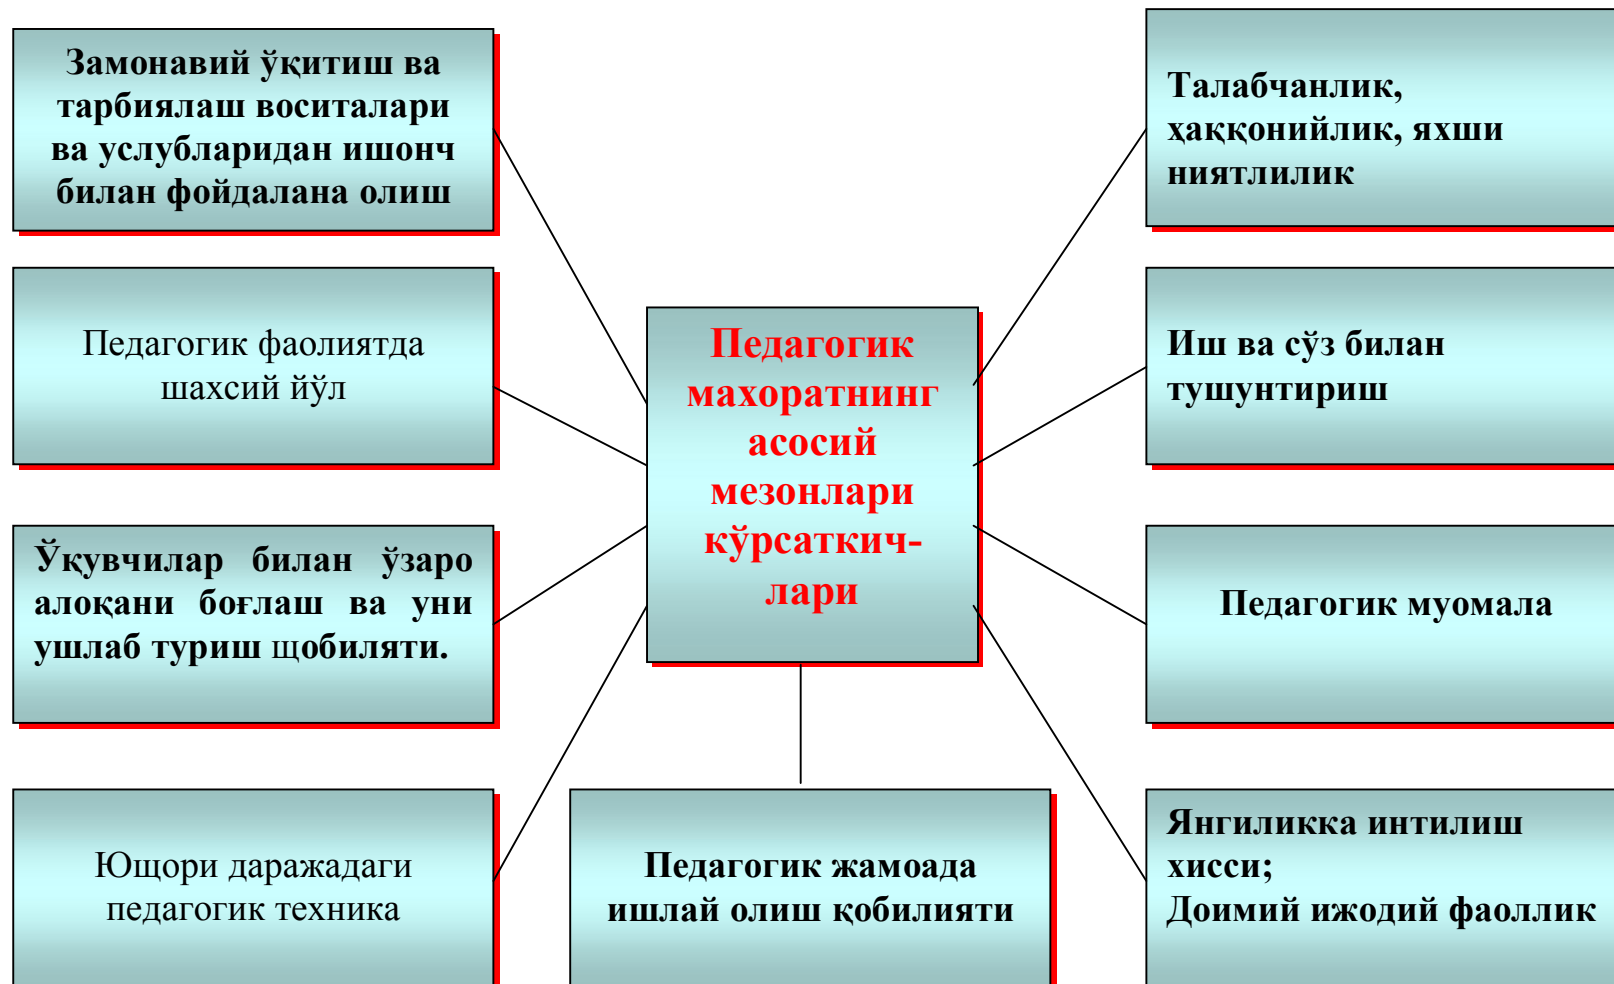 Замонавий ўқитиш ва
тарбиялаш воситалари
ва услубларидан ишонч
билан фойдалана олиш
Талабчанлик,
ҳаққонийлик, яхши
ниятлилик
Педагогик фаолиятда
шахсий йўл
Педагогик
махоратнинг
асосий
мезонлари
кўрсаткич-
лари
Иш ва сўз билан
тушунтириш
Ўқувчилар билан ўзаро
алоқани боғлаш ва уни
ушлаб туриш щобиляти.
Педагогик муомала
Ющори даражадаги
педагогик техника
Педагогик жамоада
ишлай олиш қобилияти
Янгиликка интилиш
хисси;
Доимий ижодий фаоллик